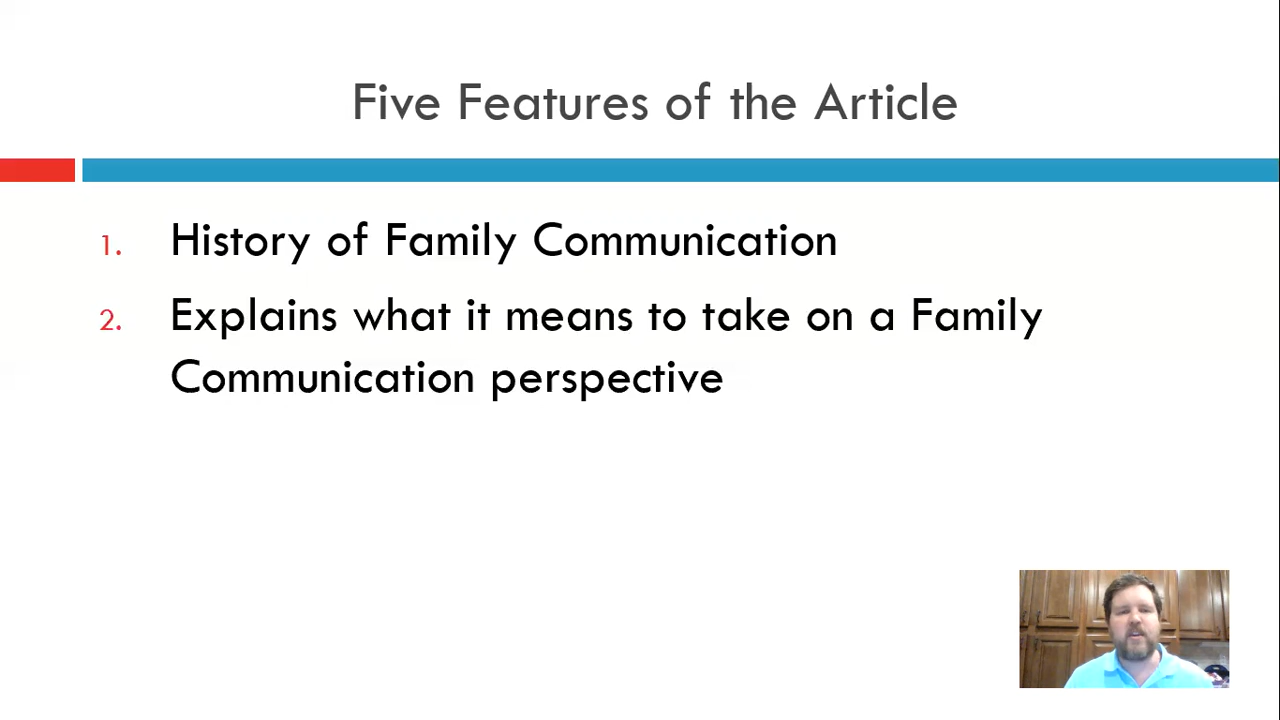 Five Features of the Article
1. History of Family Communication
2. Explains what it means to take on a Family
Communication perspective